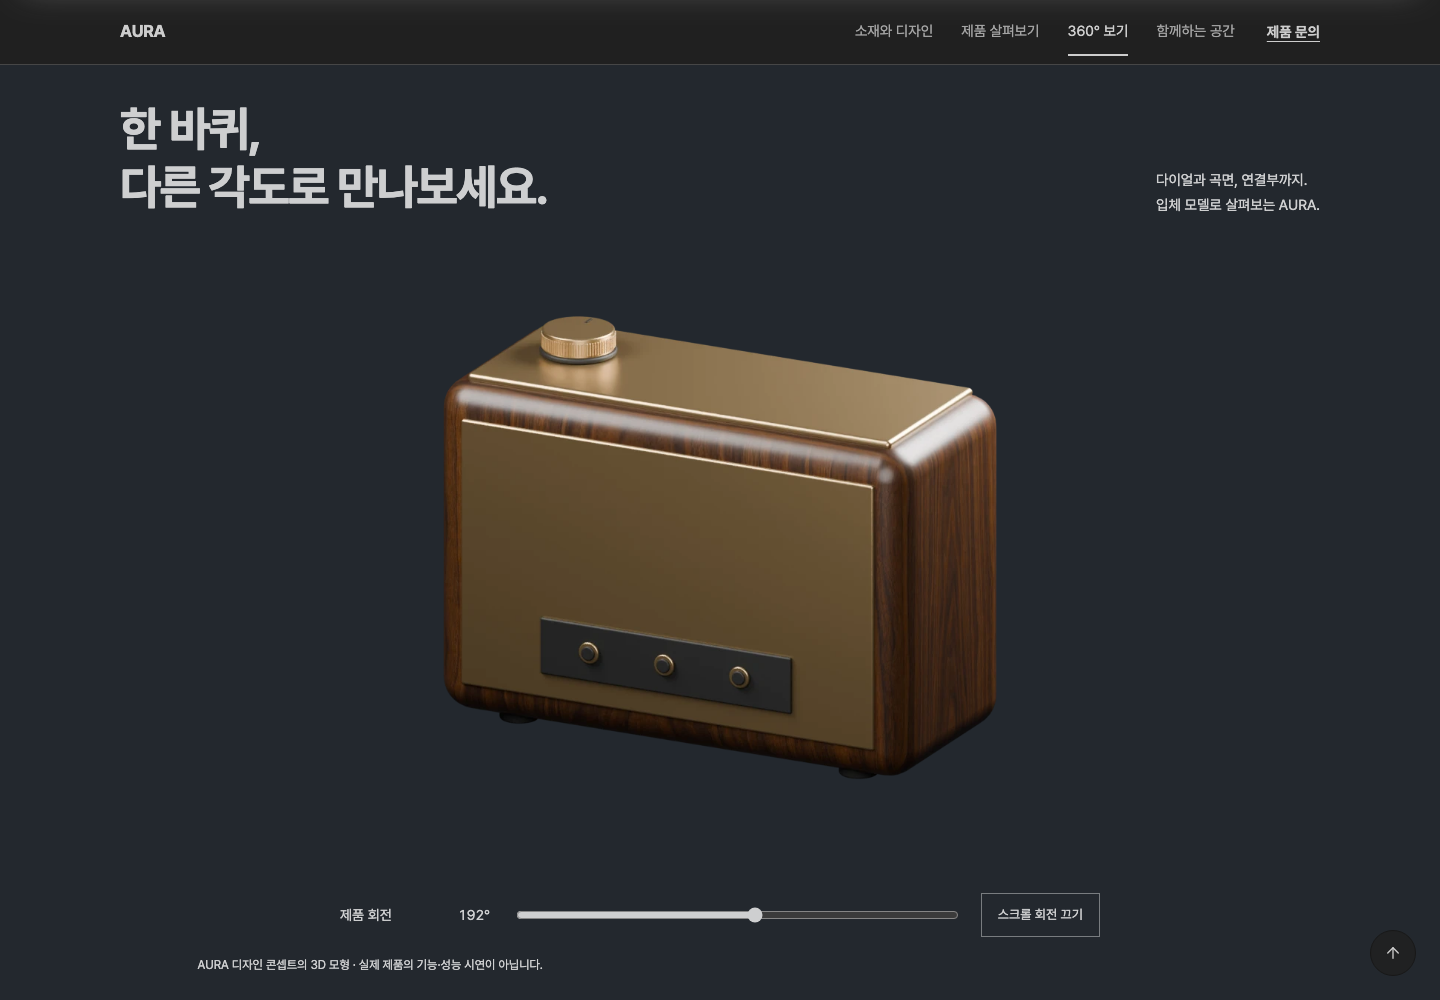 AURA
소재와 디자인
제품 살펴보기
360° 보기
함께하는 공간
제품 문의
한 바퀴,
다른 각도로 만나보세요.
다이얼과 곡면, 연결부까지.
입체 모델로 살펴보는 AURA.
제품 회전
192°
스크롤 회전 끄기
AURA 디자인 콘셉트의 3D 모형 · 실제 제품의 기능·성능 시연이 아닙니다.